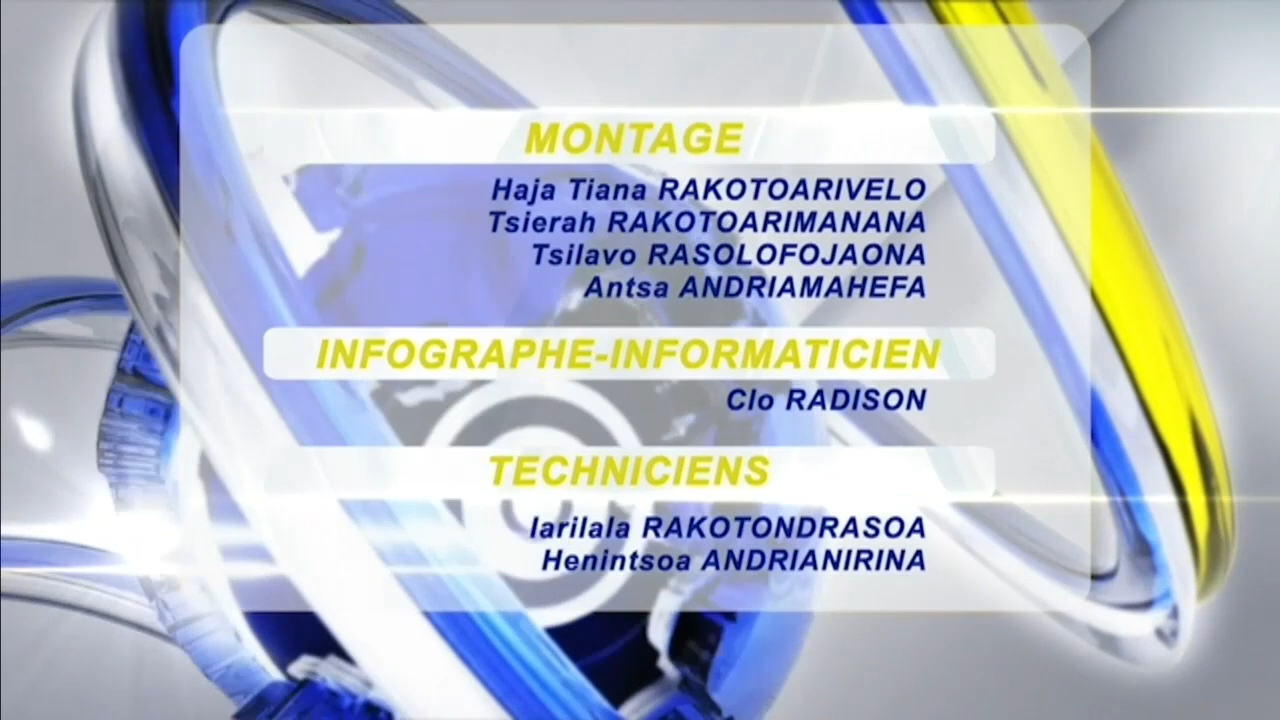 MONTAGE
Haja Tiana RAKOTOARIVELO
Tsierah RAKOTOARIMANANA
Tsilavo RASOLOFOJAONA
Antsa ANDRIAMAHEFA
INFOGRAPHE-INFORMATICIEN
Clo RADISON
TECHNICIENS
Iarilala RAKOTONDRASOA
Henintsoa ANDRIANIRINA